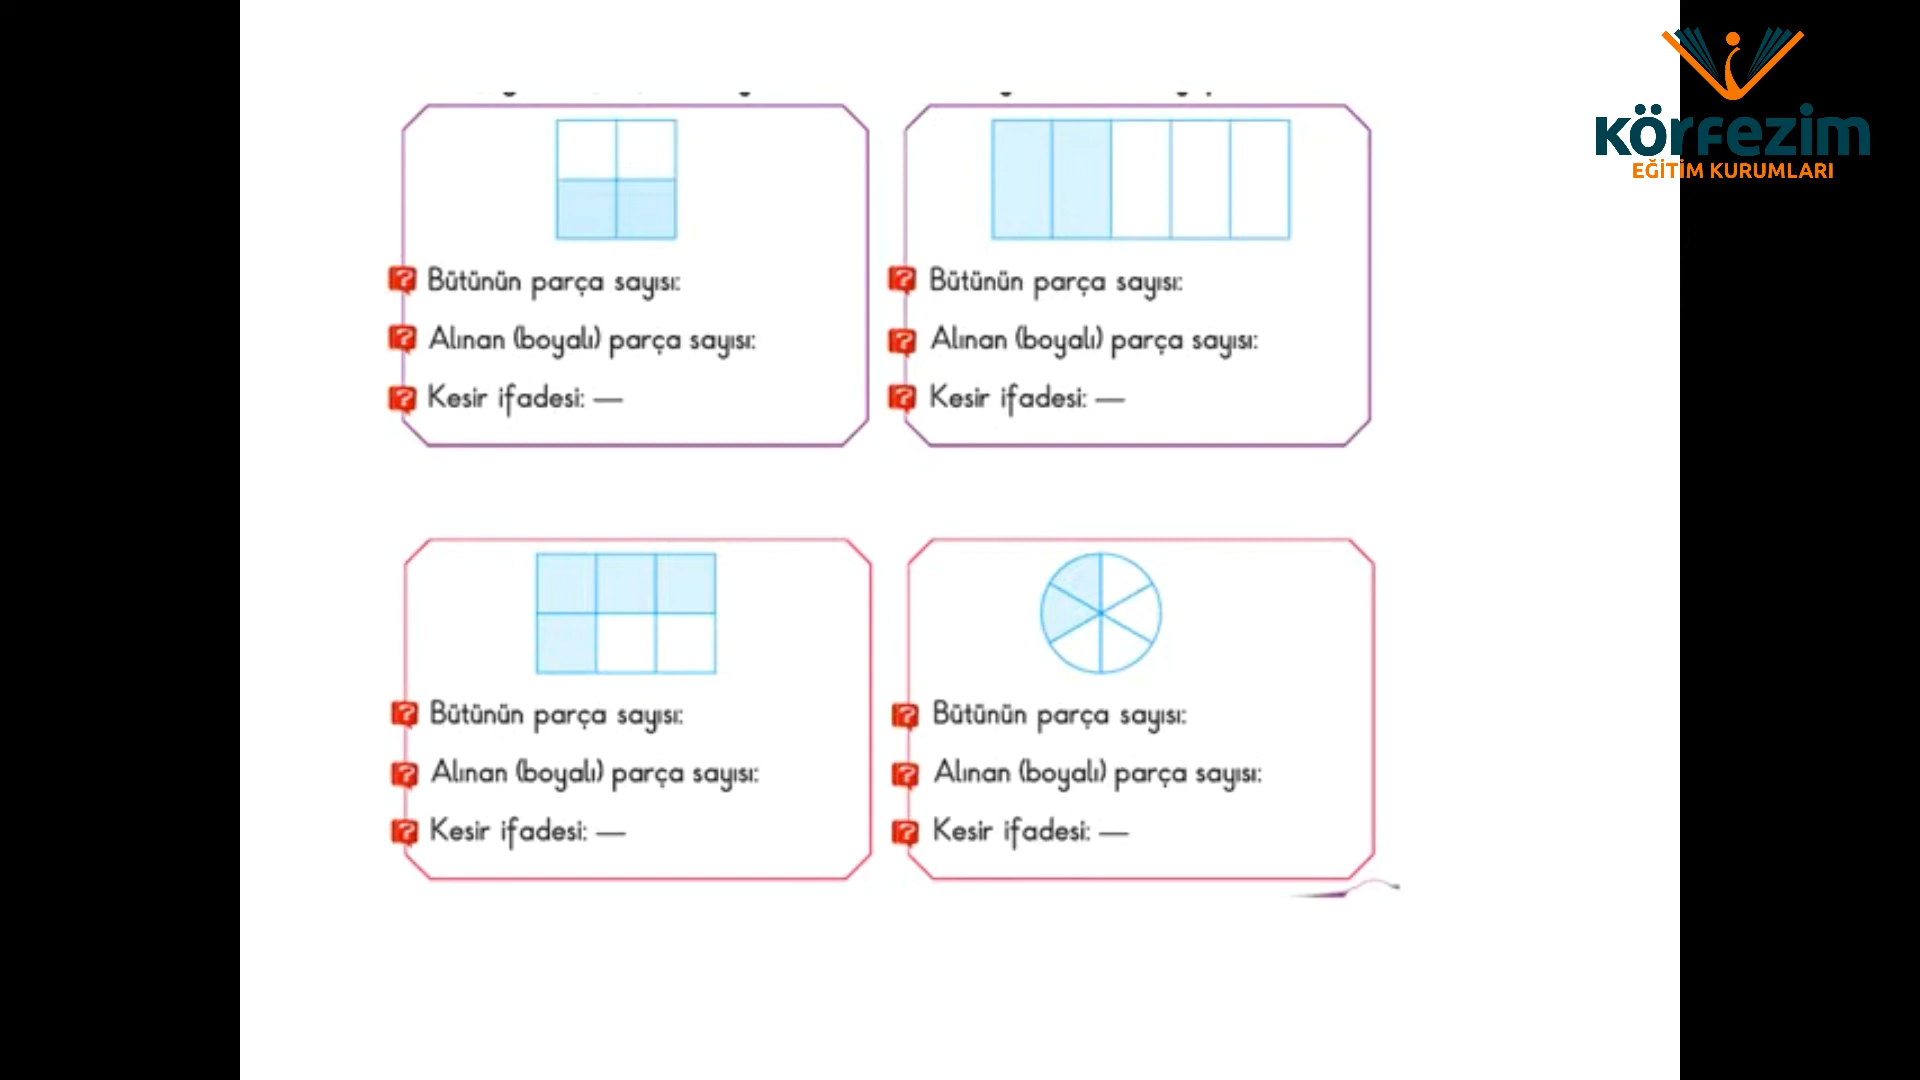 körfezim
EĞİTİM KURUMLARI
Bütünün parça sayısı:
Alınan (boyalı) parça sayısı:
Kesir ifadesi: —
Bütünün parça sayısı:
Alınan (boyalı) parça sayısı:
Kesir ifadesi: —
Bütünün parça sayısı:
Alınan (boyalı) parça sayısı:
Kesir ifadesi: —
Bütünün parça sayısı:
Alınan (boyalı) parça sayısı:
Kesir ifadesi: —